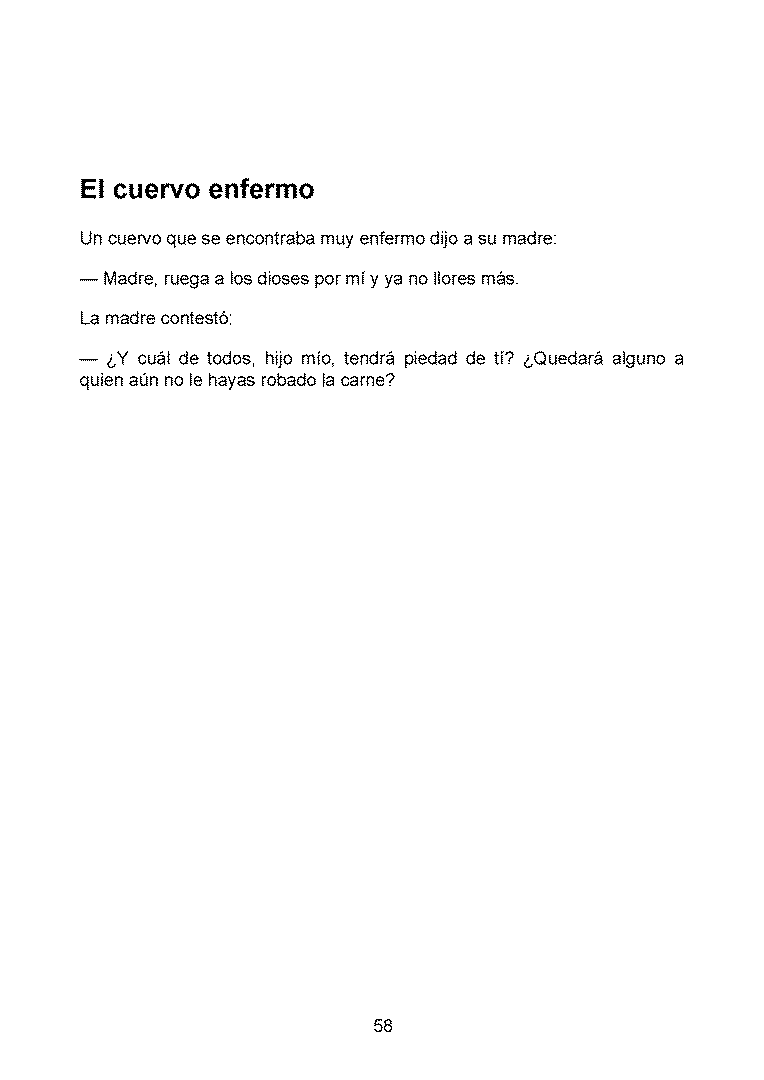 El cuervo enfermo
Un cuervo que se encontraba muy enfermo dijo a su madre:
— Madre, ruega a los dioses por mí y ya no llores más.
La madre contestó:
— ¿Y cuál de todos, hijo mío, tendrá piedad de tí? ¿Quedará alguno a
quien aún no le hayas robado la carne?
58